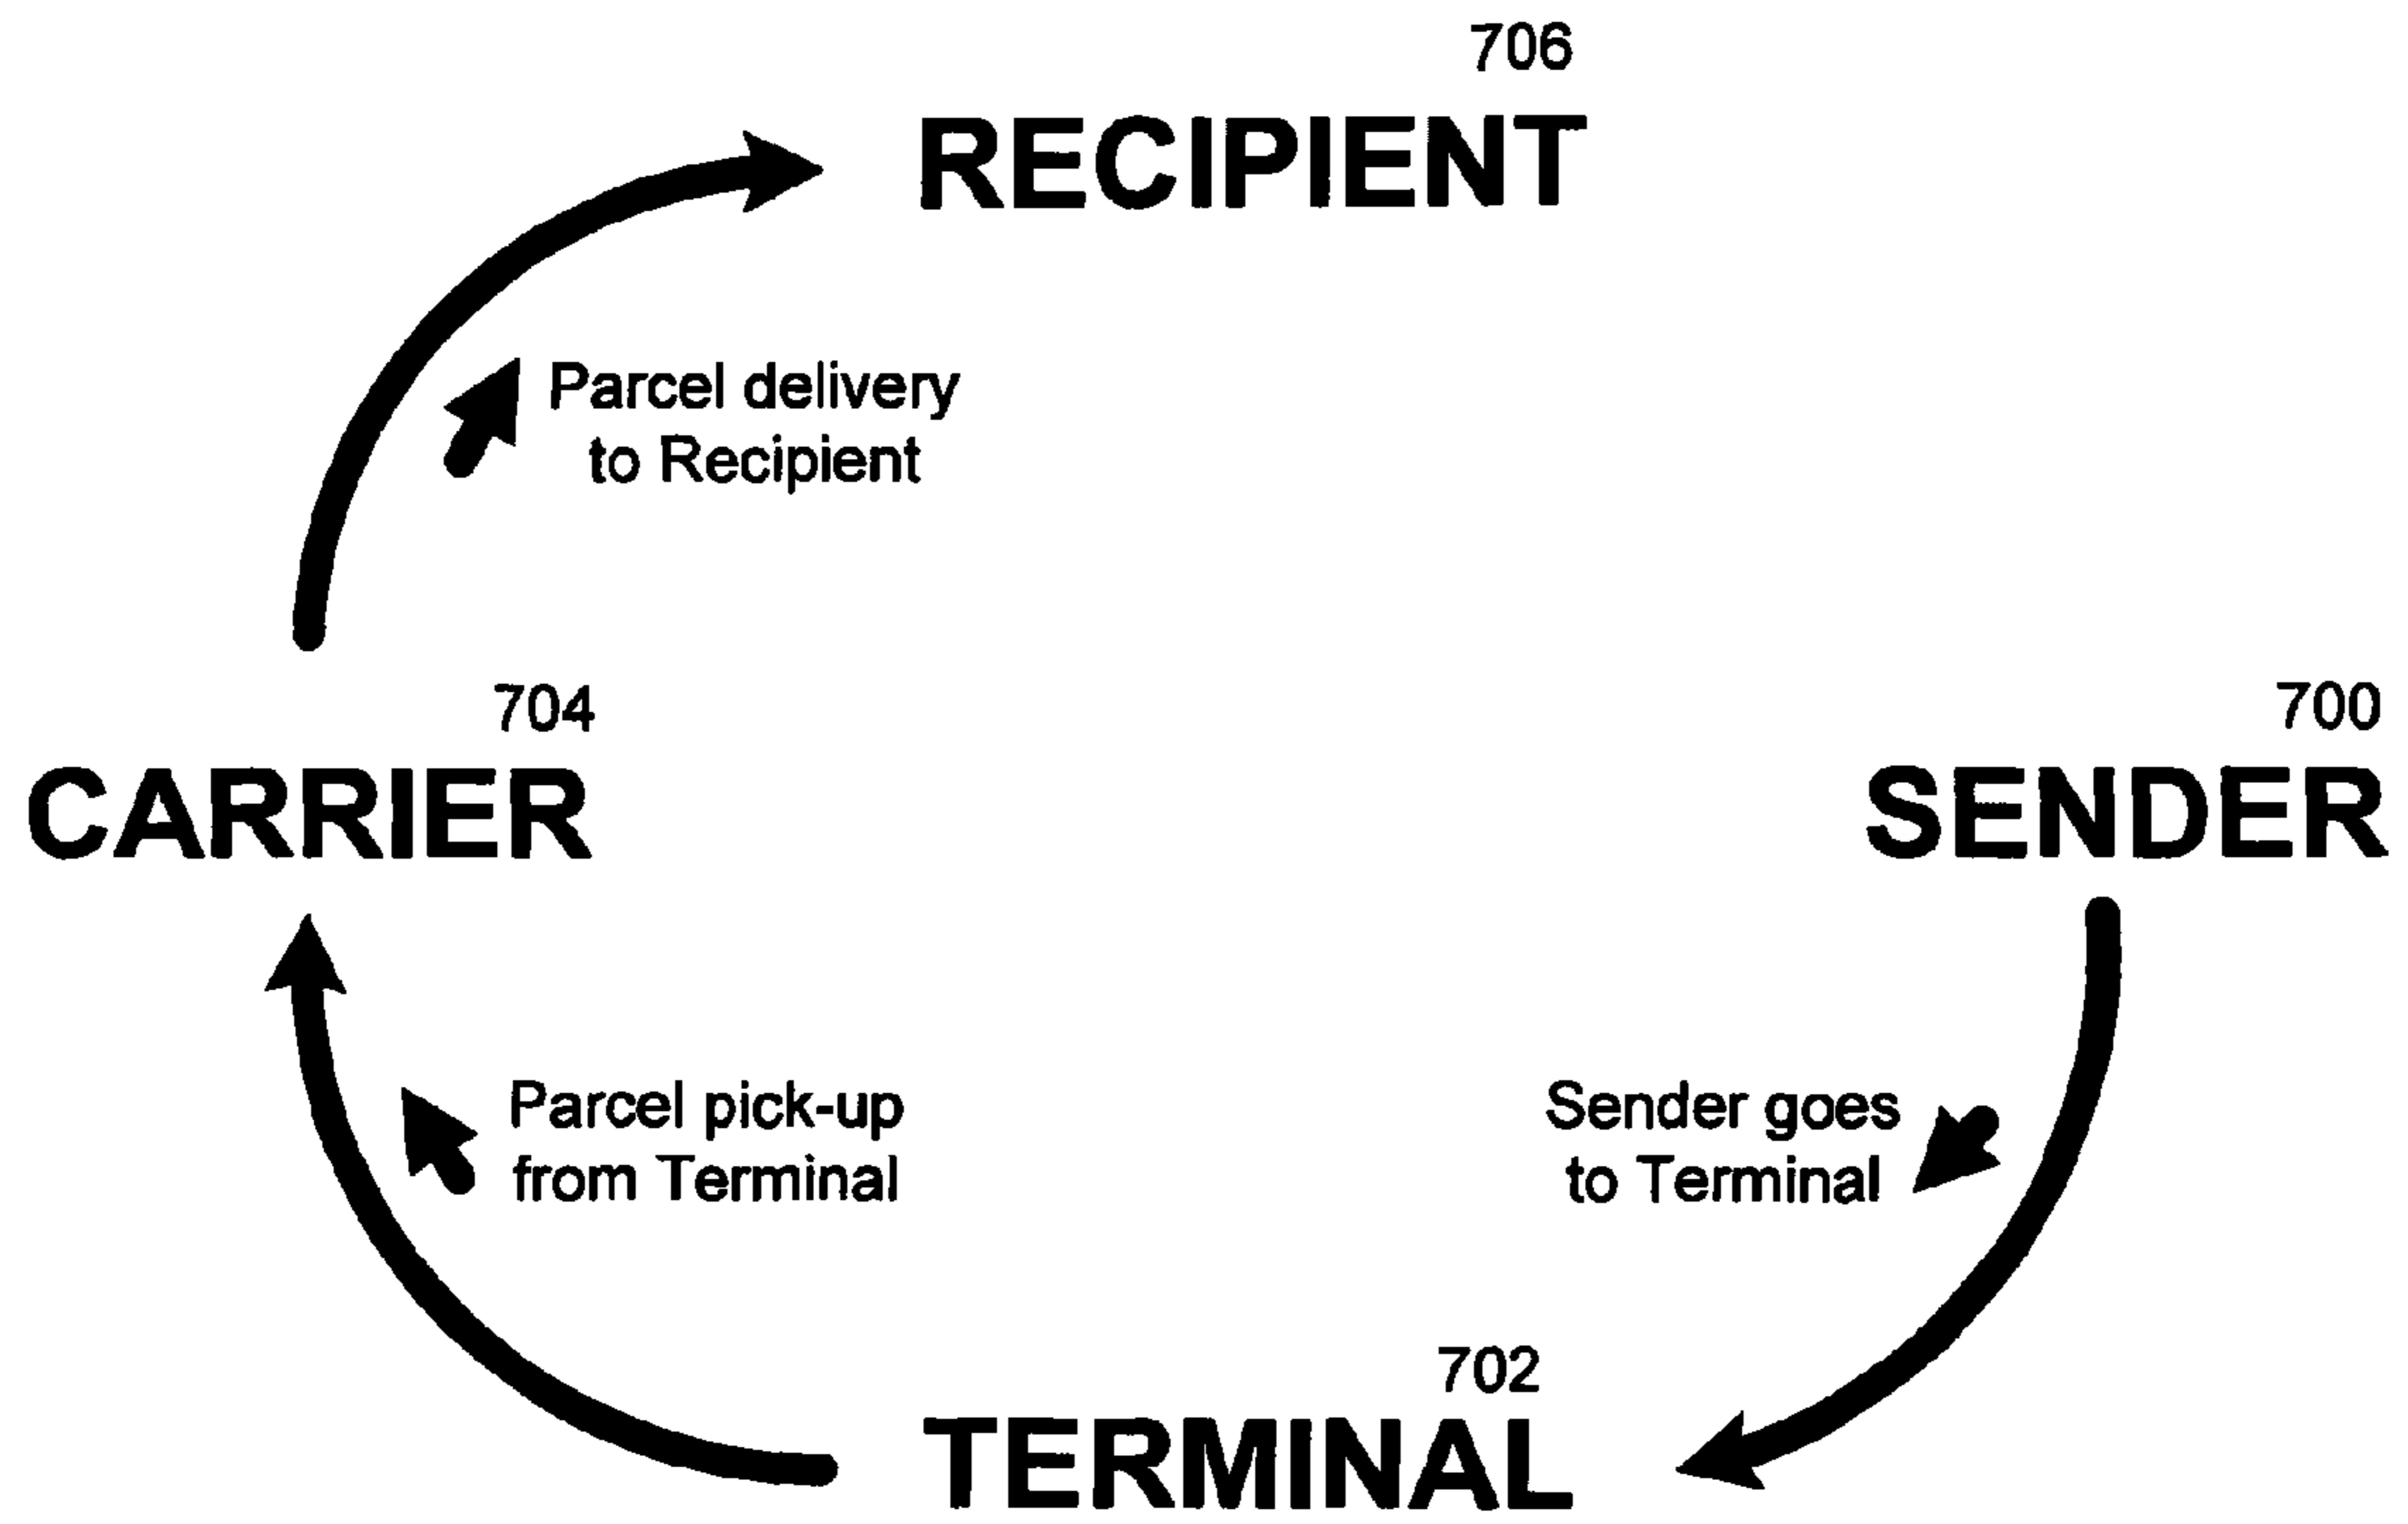 706
RECIPIENT
Parcel delivery
to Recipient
704
CARRIER
700
SENDER
Parcel pick-up
from Terminal
Sender goes
to Terminal
702
TERMINAL